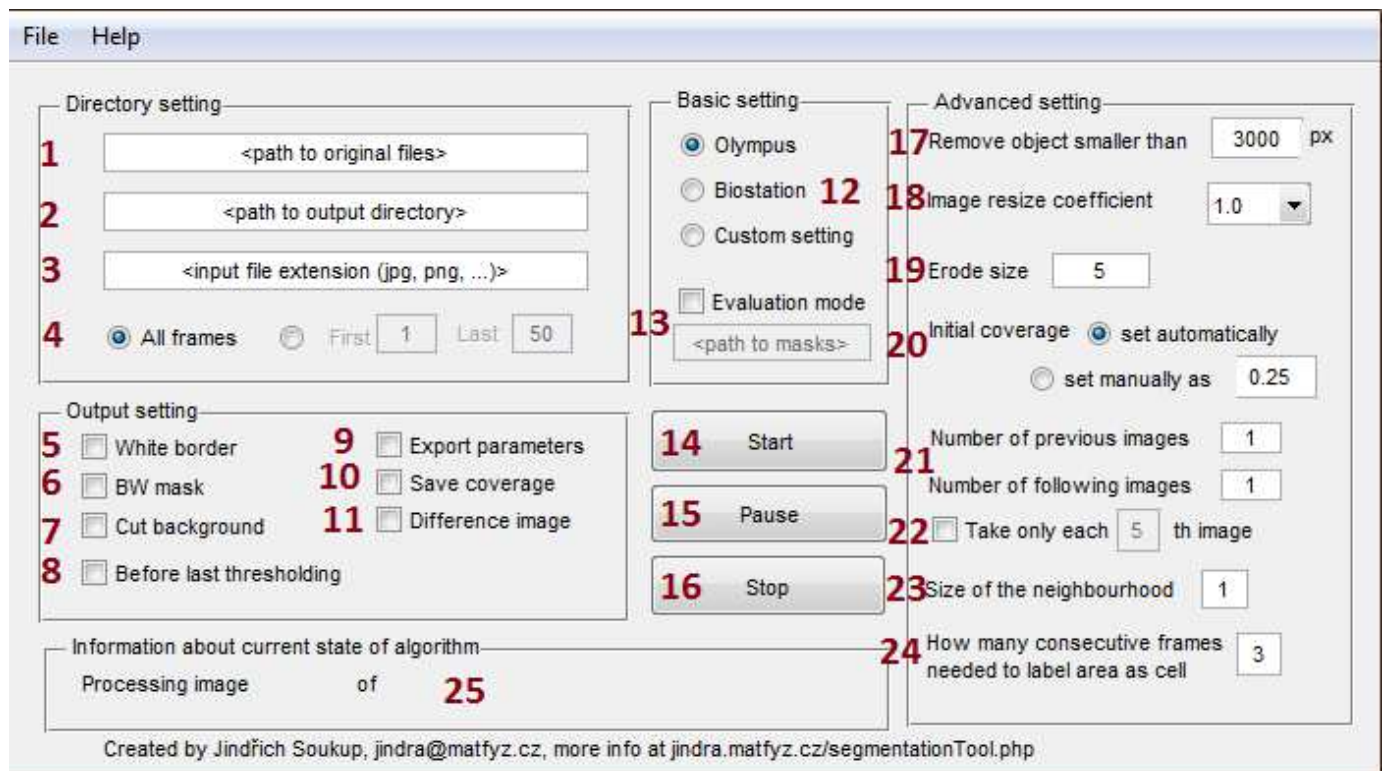 File Help
Directory setting
1 <path to original files>
2 <path to output directory>
3 <input file extension (jpg, png, ...)>
4 All frames First 1 Last 50
Output setting
5 White border
6 BW mask
7 Cut background
8 Before last thresholding
9 Export parameters
10 Save coverage
11 Difference image
Basic setting
Olympus
Biostation 12
Custom setting
Evaluation mode
13 <path to masks>
14 Start
15 Pause
16 Stop
Advanced setting
17 Remove object smaller than 3000 px
18 Image resize coefficient 1.0
19 Erode size 5
20 Initial coverage set automatically
set manually as 0.25
Number of previous images 1
21
Number of following images 1
22 Take only each 5 th image
23 Size of the neighbourhood 1
24 How many consecutive frames
needed to label area as cell 3
Information about current state of algorithm
Processing image of 25
Created by Jindřich Soukup, jindra@matfyz.cz, more info at jindra.matfyz.cz/segmentationTool.php